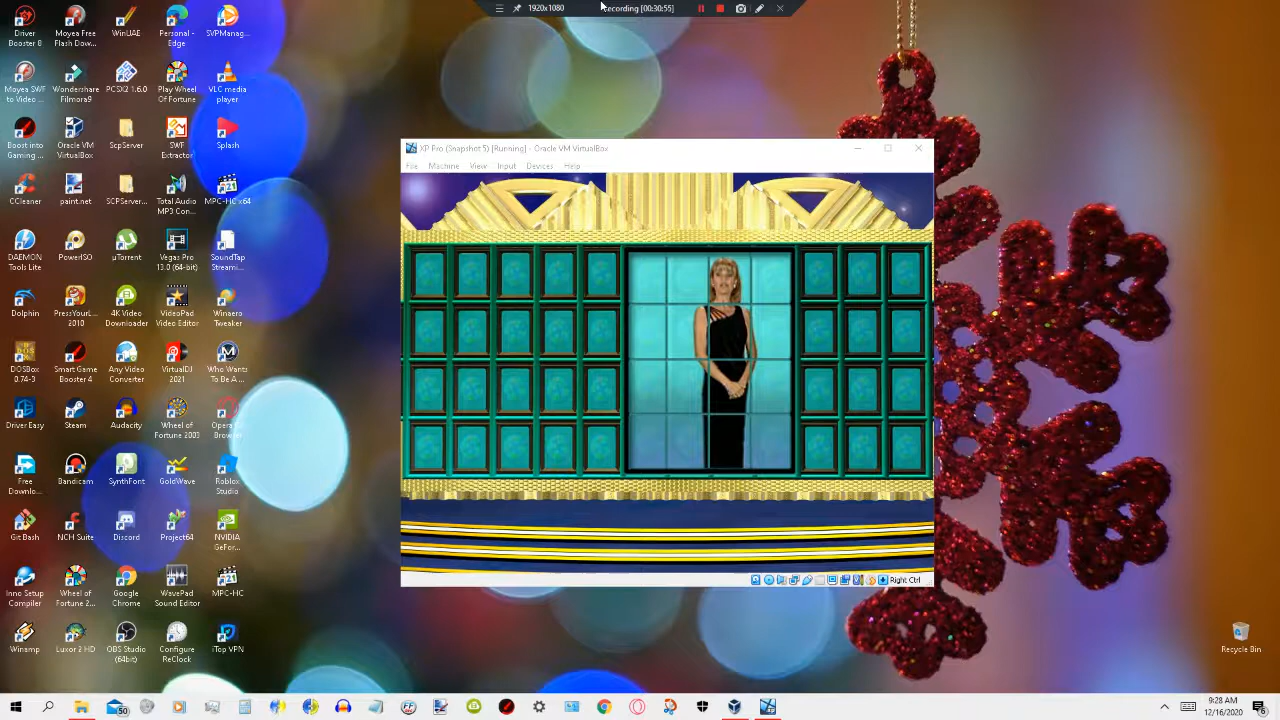 1920x1080
Recording [00:30:55]
Driver
Booster 8
Moyea Free
Flash Dow...
WinUAE
Personal -
Edge
SVPManag...
Moyea SWF
to Video ...
Wondershare
Filmora9
PCSX2 1.6.0
Play Wheel
Of Fortune
VLC media
player
Boost into
Gaming ...
Oracle VM
VirtualBox
ScpServer
SWF
Extractor
Splash
CCleaner
paint.net
SCPServer...
Total Audio
MP3 Con...
MPC-HC x64
DAEMON
Tools Lite
PowerISO
µTorrent
Vegas Pro
13.0 (64-bit)
SoundTap
Streami...
Dolphin
PressYourL...
2010
4K Video
Downloader
VideoPad
Video Editor
Winaero
Tweaker
DOSBox
0.74-3
Smart Game
Booster 4
Any Video
Converter
VirtualDJ
2021
Who Wants
To Be A ...
Driver Easy
Steam
Audacity
Wheel of
Fortune 2003
Opera
Browser
Free
Downlo...
Bandicam
SynthFont
GoldWave
Roblox
Studio
Git Bash
NCH Suite
Discord
Project64
NVIDIA
GeFor...
Inno Setup
Compiler
Wheel of
Fortune 2...
Google
Chrome
WavePad
Sound Editor
MPC-HC
Winamp
Luxor 2 HD
OBS Studio
(64bit)
Configure
ReClock
iTop VPN
XP Pro (Snapshot 5) [Running] - Oracle VM VirtualBox
File Machine View Input Devices Help
Right Ctrl
Recycle Bin
50
9:28 AM
12/16/2020
6